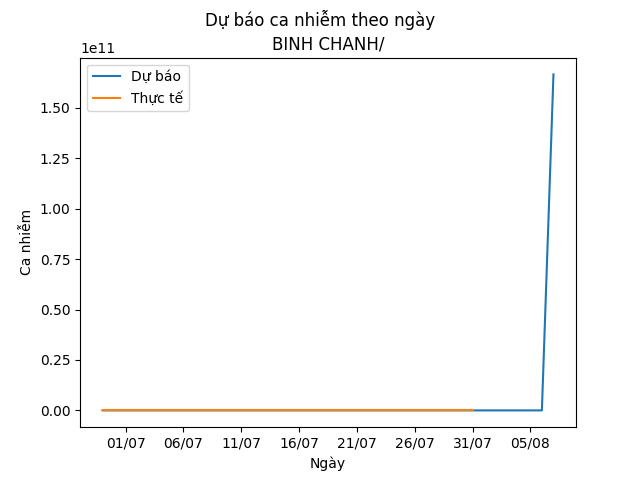 Dự báo ca nhiễm theo ngày
BINH CHANH/
1e11
Dự báo
Thực tế
1.50
1.25
1.00
0.75
0.50
0.25
0.00
Ca nhiễm
01/07 06/07 11/07 16/07 21/07 26/07 31/07 05/08
Ngày